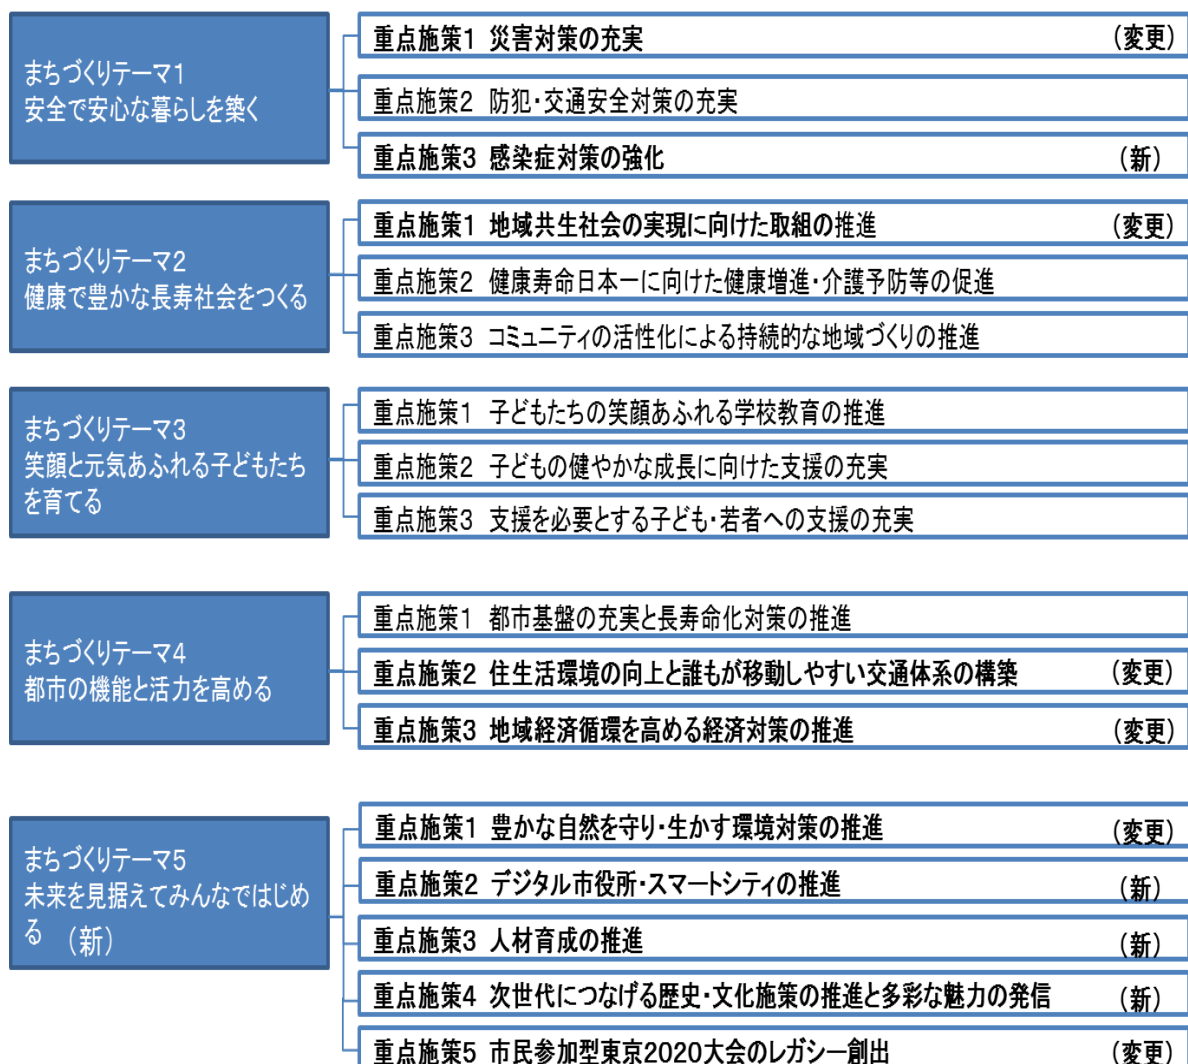 まちづくりテーマ1
安全で安心な暮らしを築く
重点施策1 災害対策の充実 (変更)
重点施策2 防犯・交通安全対策の充実
重点施策3 感染症対策の強化 (新)
まちづくりテーマ2
健康で豊かな長寿社会をつくる
重点施策1 地域共生社会の実現に向けた取組の推進 (変更)
重点施策2 健康寿命日本一に向けた健康増進・介護予防等の促進
重点施策3 コミュニティの活性化による持続的な地域づくりの推進
まちづくりテーマ3
笑顔と元気あふれる子どもたち
を育てる
重点施策1 子どもたちの笑顔あふれる学校教育の推進
重点施策2 子どもの健やかな成長に向けた支援の充実
重点施策3 支援を必要とする子ども・若者への支援の充実
まちづくりテーマ4
都市の機能と活力を高める
重点施策1 都市基盤の充実と長寿命化対策の推進
重点施策2 住生活環境の向上と誰もが移動しやすい交通体系の構築 (変更)
重点施策3 地域経済循環を高める経済対策の推進 (変更)
まちづくりテーマ5
未来を見据えてみんなではじめ
る (新)
重点施策1 豊かな自然を守り・生かす環境対策の推進 (変更)
重点施策2 デジタル市役所・スマートシティの推進 (新)
重点施策3 人材育成の推進 (新)
重点施策4 次世代につなげる歴史・文化施策の推進と多彩な魅力の発信 (新)
重点施策5 市民参加型東京2020大会のレガシー創出 (変更)